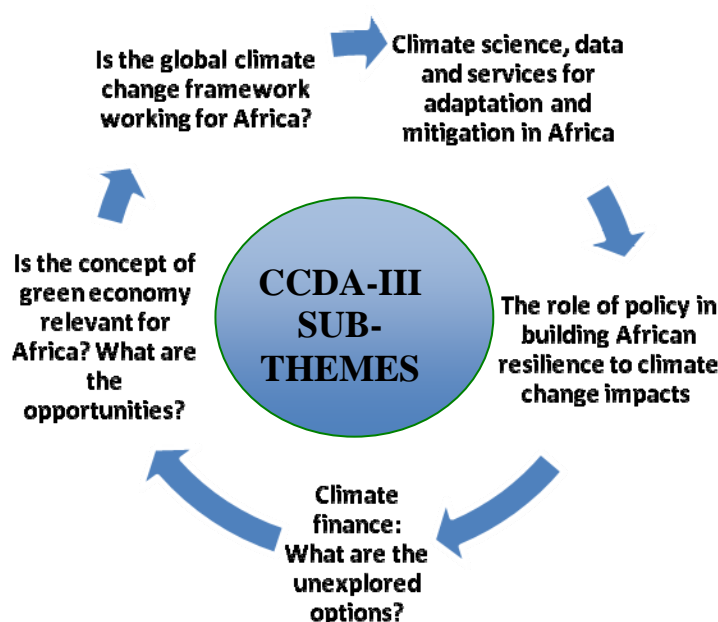 Is the global climate
change framework
working for Africa?
Climate science, data
and services for
adaptation and
mitigation in Africa
The role of policy in
building African
resilience to climate
change impacts
Climate
finance:
What are the
unexplored
options?
Is the concept of
green economy
relevant for
Africa? What are
the
opportunities?
CCDA-III
SUB-
THEMES